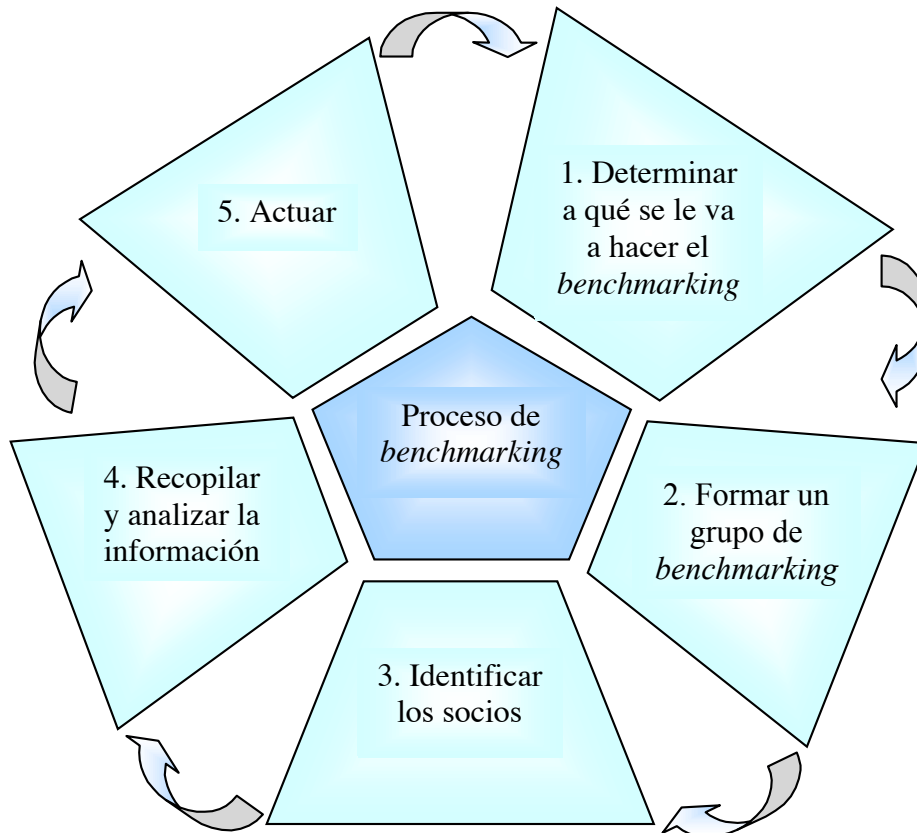 1. Determinar
a qué se le va
a hacer el
benchmarking
2. Formar un
grupo de
benchmarking
3. Identificar
los socios
4. Recopilar
y analizar la
información
5. Actuar
Proceso de
benchmarking